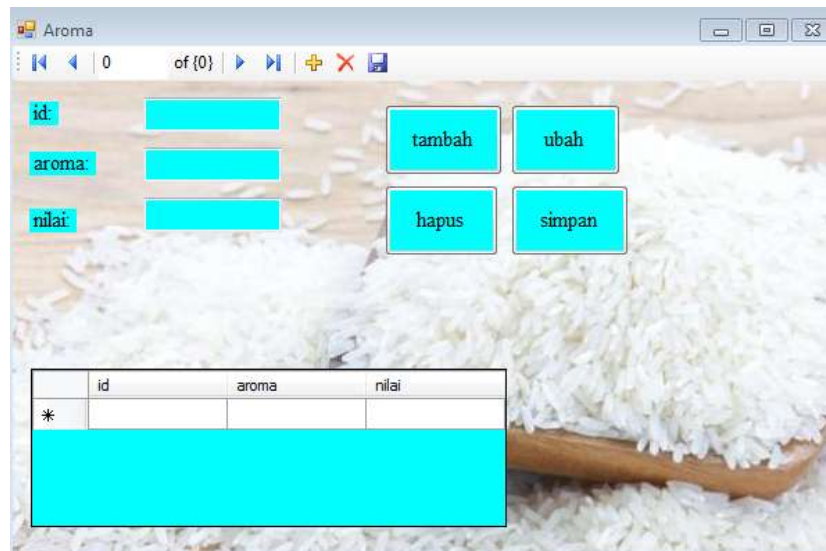 Aroma
0 of {0}
id:
aroma:
nilai:
tambah ubah
hapus simpan
id aroma nilai